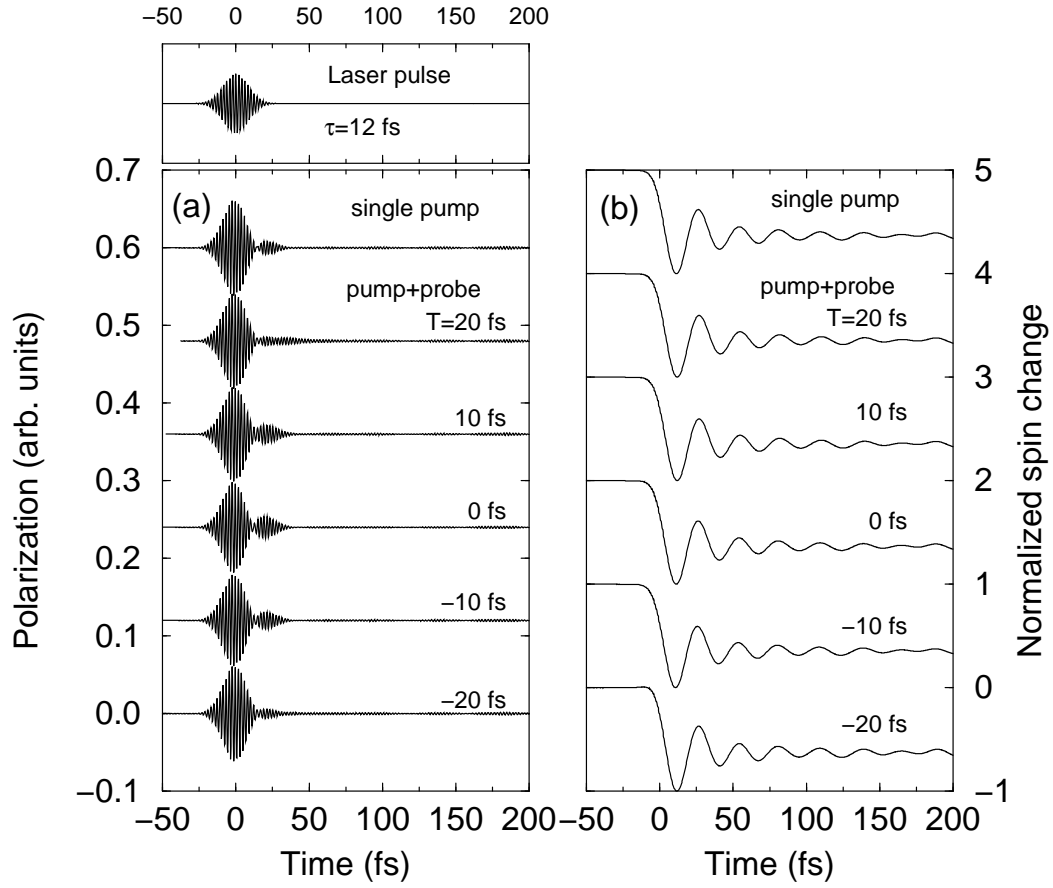 −50 0 50 100 150 200
Laser pulse
τ=12 fs
0.7
0.6
0.5
0.4
0.3
0.2
0.1
0.0
−0.1
Polarization (arb. units)
(a)
single pump
pump+probe
T=20 fs
10 fs
0 fs
−10 fs
−20 fs
−50 0 50 100 150 200
Time (fs)
(b)
single pump
pump+probe
T=20 fs
10 fs
0 fs
−10 fs
−20 fs
5
4
3
2
1
0
−1
Normalized spin change
−50 0 50 100 150 200
Time (fs)